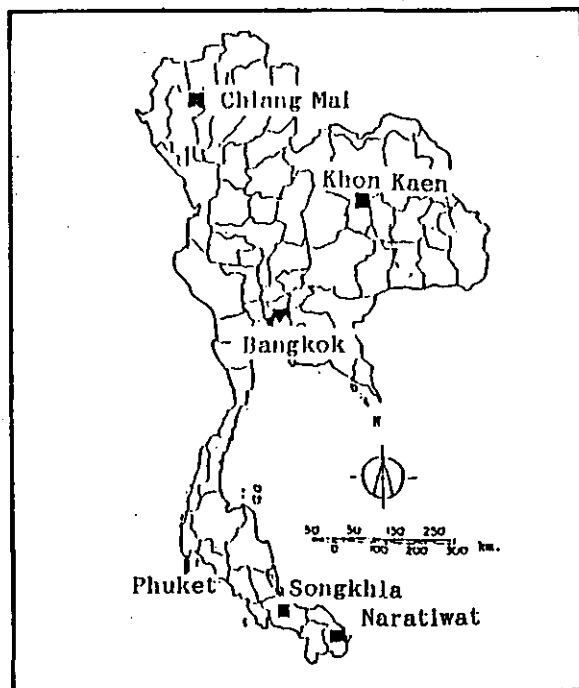 Chiang Mai
Khon Kaen
Bangkok
N
50 50 150 250
0 100 200 300 km.
Phuket
Songkhla
Naratiwat